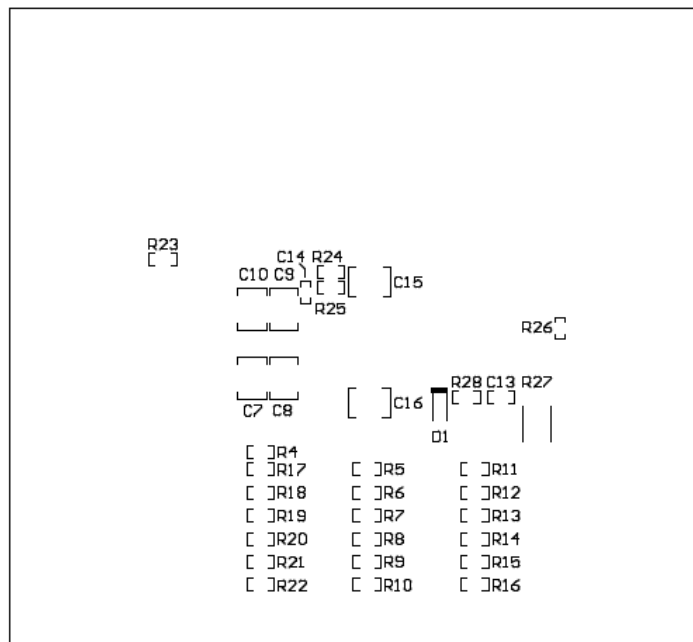 R23
C14 R24
C10 C9
C15
R25
R26
R28 C13 R27
C7 C8
C16
D1
R4
R17 R5 R11
R18 R6 R12
R19 R7 R13
R20 R8 R14
R21 R9 R15
R22 R10 R16